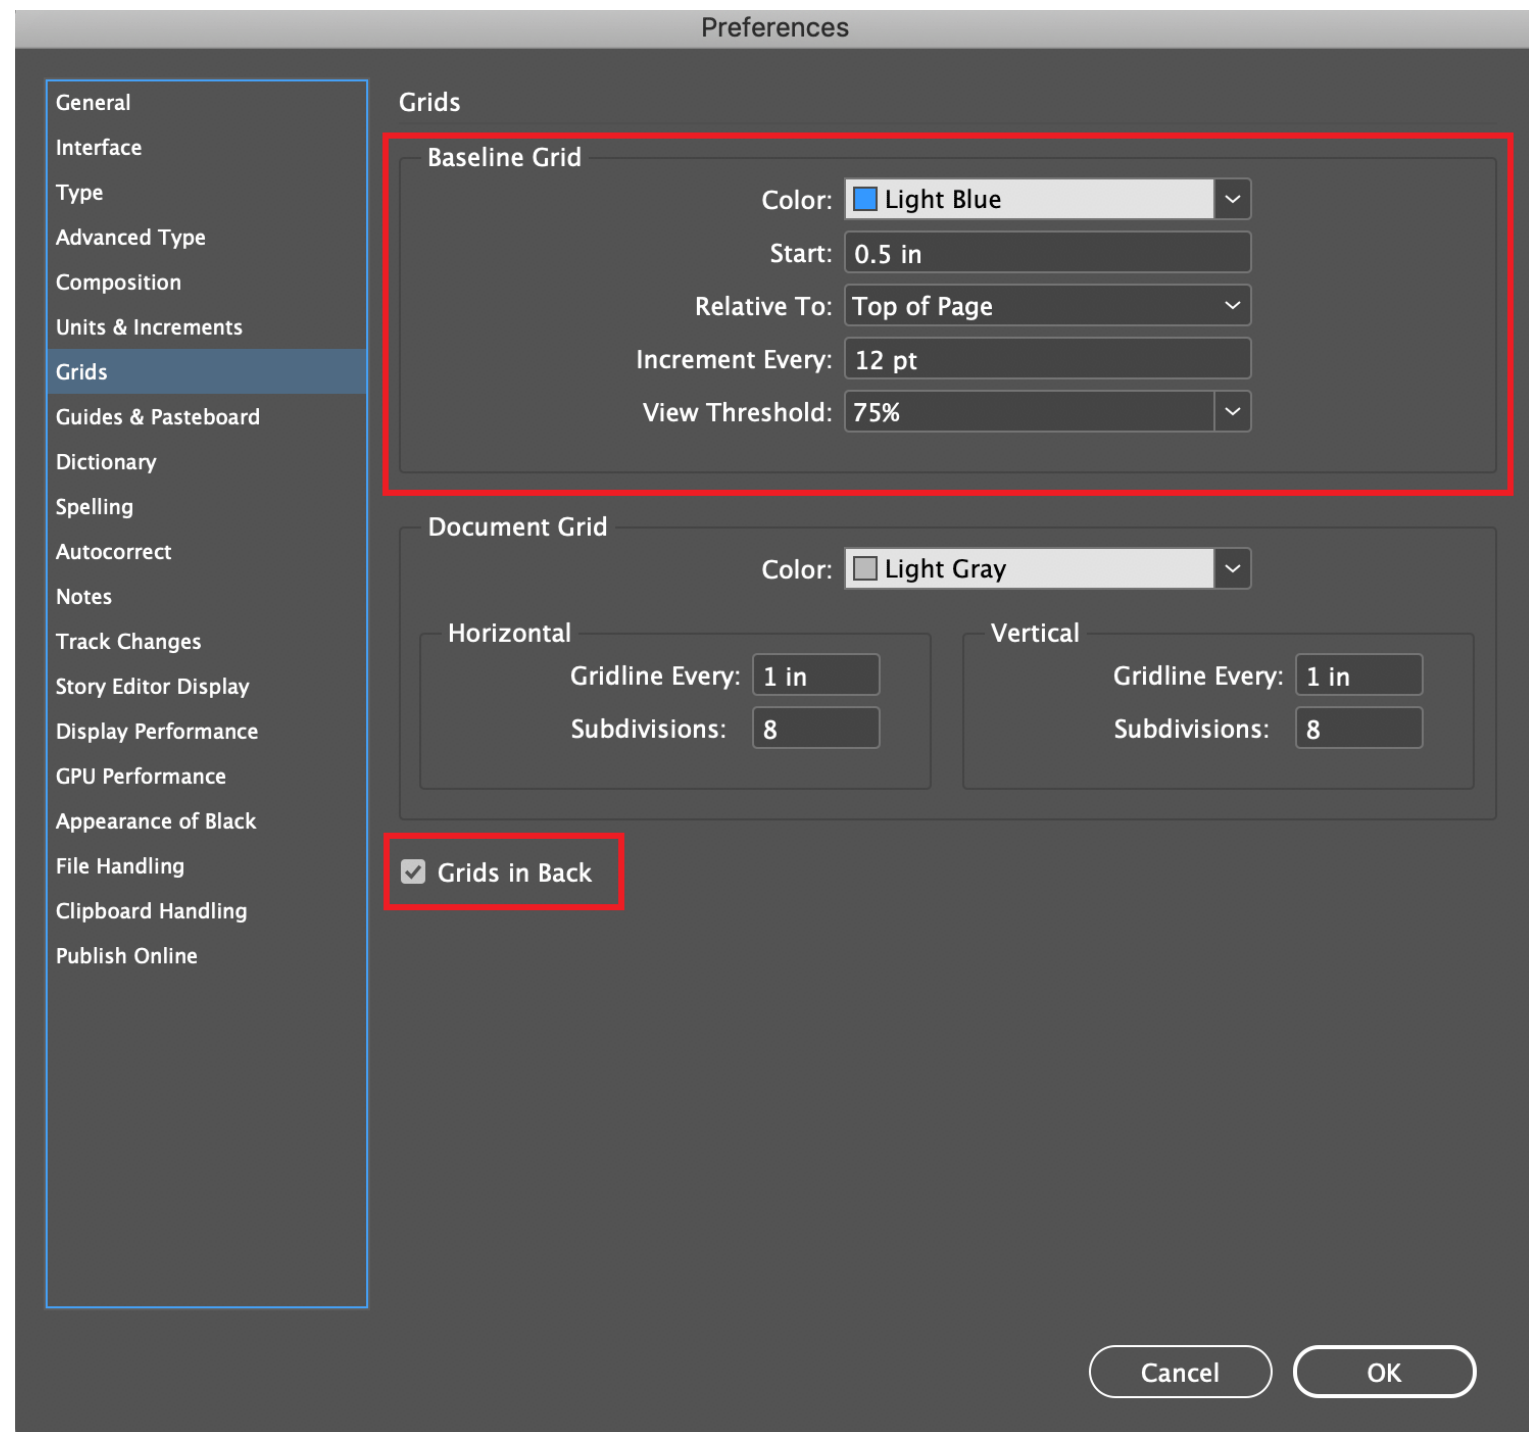 Preferences
General
Interface
Type
Advanced Type
Composition
Units & Increments
Grids
Guides & Pasteboard
Dictionary
Spelling
Autocorrect
Notes
Track Changes
Story Editor Display
Display Performance
GPU Performance
Appearance of Black
File Handling
Clipboard Handling
Publish Online
Grids
Baseline Grid
Color: Light Blue
Start: 0.5 in
Relative To: Top of Page
Increment Every: 12 pt
View Threshold: 75%
Document Grid
Color: Light Gray
Horizontal
Gridline Every: 1 in
Subdivisions: 8
Vertical
Gridline Every: 1 in
Subdivisions: 8
Grids in Back
Cancel
OK